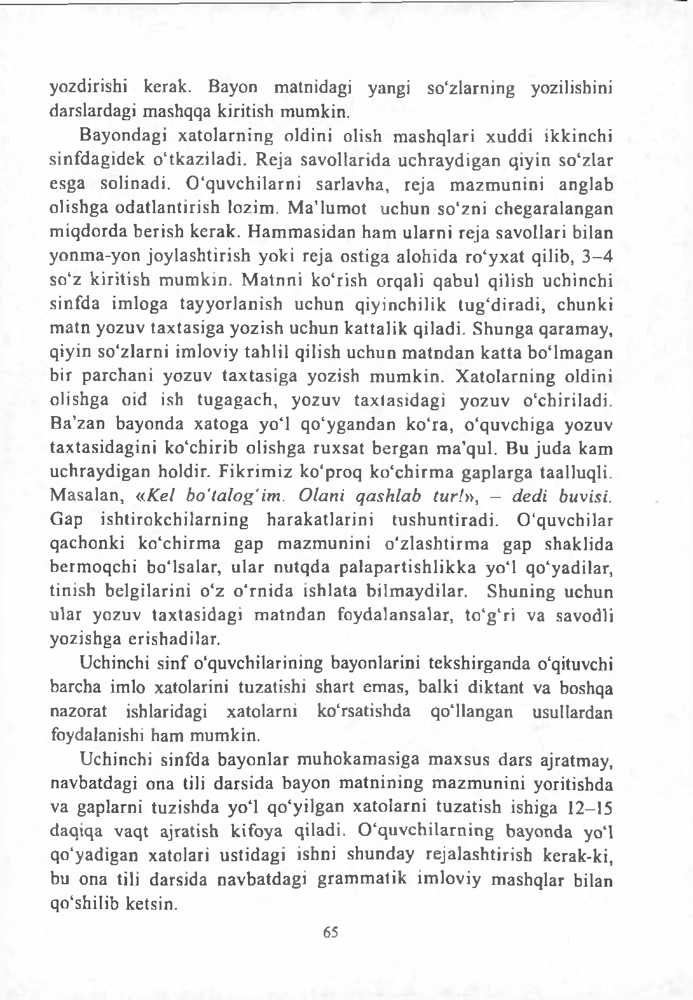 yozdirishi kerak. Bayon matnidagi yangi so‘zlarning yozilishini
darslardagi mashqqa kiritish mumkin.
Bayondagi xatolarning oldini olish mashqlari xuddi ikkinchi
sinfdagidek o‘tkaziladi. Reja savollarida uchraydigan qiyin so‘zlar
esga solinadi. O‘quvchilarni sarlavha, reja mazmunini anglab
olishga odatlantirish lozim. Ma’lumot uchun so‘zni chegaralangan
miqdorda berish kerak. Hammasidan ham ularni reja savollari bilan
yonma-yon joylashtirish yoki reja ostiga alohida ro‘yxat qilib, 3–4
so‘z kiritish mumkin. Matnni ko‘rish orqali qabul qilish uchinchi
sinfda imloga tayyorlanish uchun qiyinchilik tug‘diradi, chunki
matn yozuv taxtasiga yozish uchun kattalik qiladi. Shunga qaramay,
qiyin so‘zlarni imloviy tahlil qilish uchun matndan katta bo‘lmagan
bir parchani yozuv taxtasiga yozish mumkin. Xatolarning oldini
olishga oid ish tugagach, yozuv taxtasidagi yozuv o‘chiriladi.
Ba’zan bayonda xatoga yo‘l qo‘ygandan ko‘ra, o‘quvchiga yozuv
taxtasidagini ko‘chirib olishga ruxsat bergan ma’qul. Bu juda kam
uchraydigan holdir. Fikrimiz ko‘proq ko‘chirma gaplarga taalluqli.
Masalan, «Kel bo‘talog‘im. Olani qashlab tur!», – dedi buvisi.
Gap ishtirokchilarning harakatlarini tushuntiradi. O‘quvchilar
qachonki ko‘chirma gap mazmunini o‘zlashtirma gap shaklida
bermoqchi bo‘lsalar, ular nutqda palapartishlikka yo‘l qo‘yadilar,
tinish belgilarini o‘z o‘rnida ishlata bilmaydilar. Shuning uchun
ular yozuv taxtasidagi matndan foydalansalar, to‘g‘ri va savodli
yozishga erishadilar.
Uchinchi sinf o‘quvchilarining bayonlarini tekshirganda o‘qituvchi
barcha imlo xatolarini tuzatishi shart emas, balki diktant va boshqa
nazorat ishlaridagi xatolarni ko‘rsatishda qo‘llangan usullardan
foydalanishi ham mumkin.
Uchinchi sinfda bayonlar muhokamasiga maxsus dars ajratmay,
navbatdagi ona tili darsida bayon matnining mazmunini yoritishda
va gaplarni tuzishda yo‘l qo‘yilgan xatolarni tuzatish ishiga 12–15
daqiqa vaqt ajratish kifoya qiladi. O‘quvchilarning bayonda yo‘l
qo‘yadigan xatolari ustidagi ishni shunday rejalashtirish kerak-ki,
bu ona tili darsida navbatdagi grammatik imloviy mashqlar bilan
qo‘shilib ketsin.
65